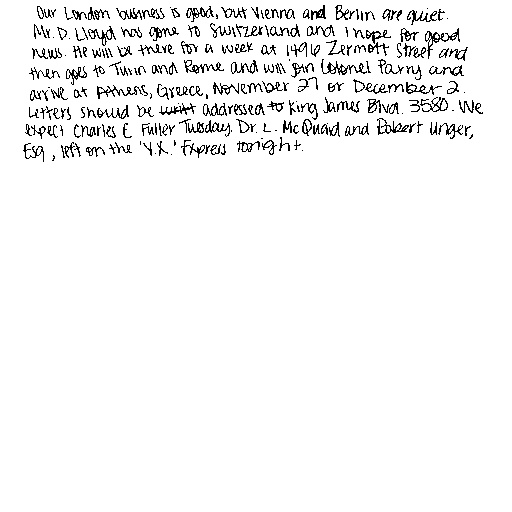 Our London business is good, but Vienna and Berlin are quiet.
Mr. D. Lloyd has gone to Switzerland and I hope for good
news. He will be there for a week at 1496 Zermott Street and
then goes to Turin and Rome and will join Colonel Parry and
arrive at Athens, Greece, November 27 or December 2.
Letters should be addressed to King James Blvd. 3580. We
expect Charles E Fuller Tuesday. Dr. L. McQuaid and Robert Unger,
Esq., left on the 'Y.X.' Express tonight.